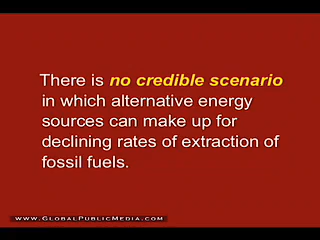 There is no credible scenario
in which alternative energy
sources can make up for
declining rates of extraction of
fossil fuels.
www.GlobalPublicMedia.com